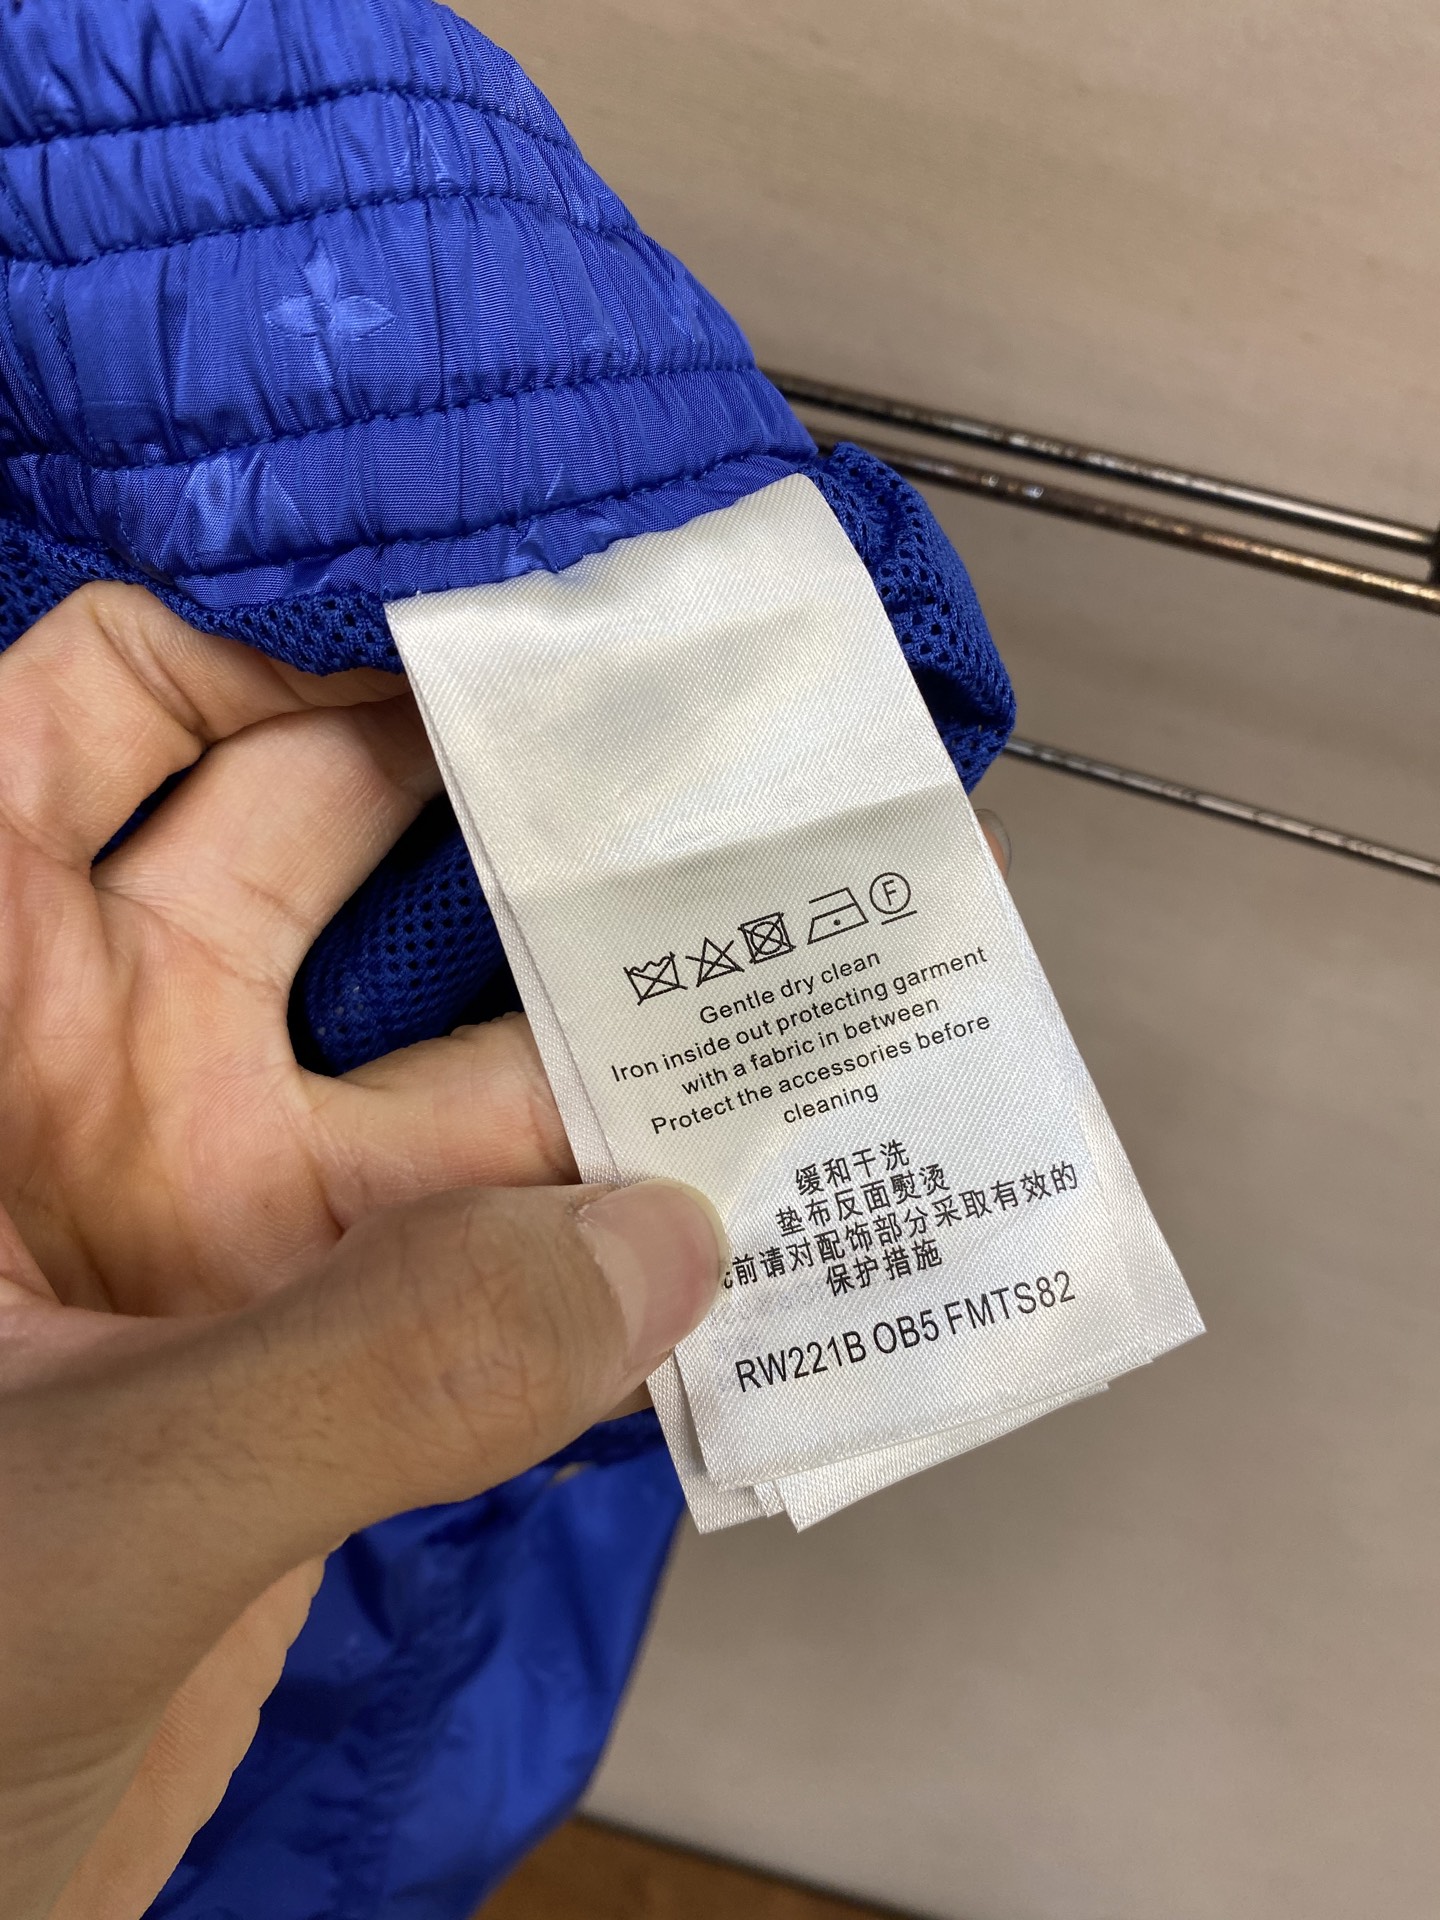 F
Gentle dry clean
Iron inside out protecting garment
with a fabric in between
Protect the accessories before
cleaning
缓和干洗
垫布反面熨烫
前请对配饰部分采取有效的
保护措施
RW221B OB5 FMTS82